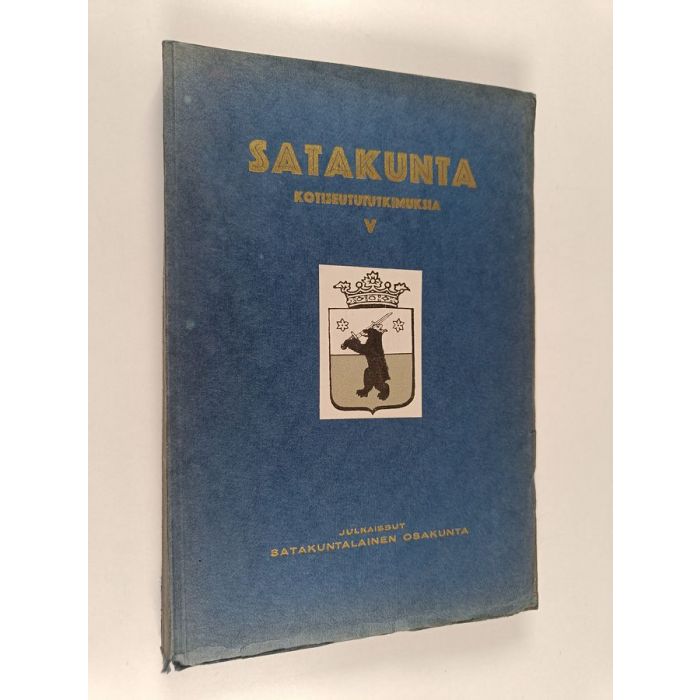 SATAKUNTA
KOTISEUTUTUTKIMUKSIA
V
JULKAISSUT
SATAKUNTALAINEN OSAKUNTA